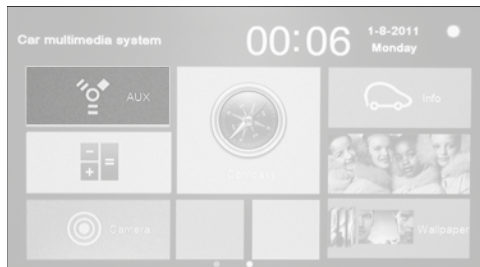 Car multimedia system
00:06
1-8-2011
Monday
AUX
Compass
Info
Camera
Wallpaper